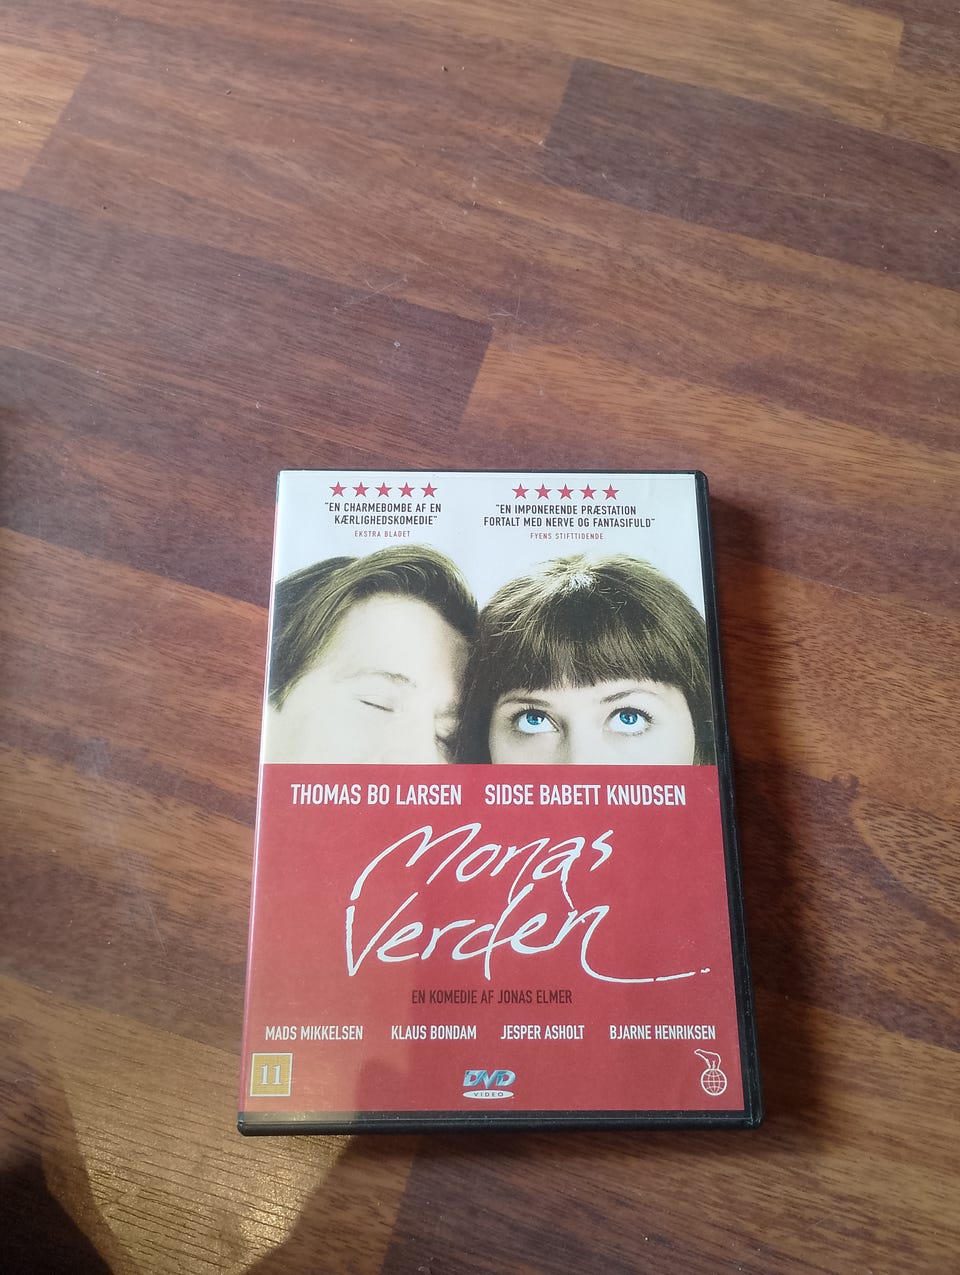 "EN CHARMEBOMBE AF EN
KÆRLIGHEDSKOMEDIE"
EKSTRA BLADET
"EN IMPONERENDE PRÆSTATION
FORTALT MED NERVE OG FANTASIFULD"
FYENS STIFTTIDENDE
THOMAS BO LARSEN SIDSE BABETT KNUDSEN
Monas
Verden
EN KOMEDIE AF JONAS ELMER
MADS MIKKELSEN KLAUS BONDAM JESPER ASHOLT BJARNE HENRIKSEN
11
DVD
VIDEO